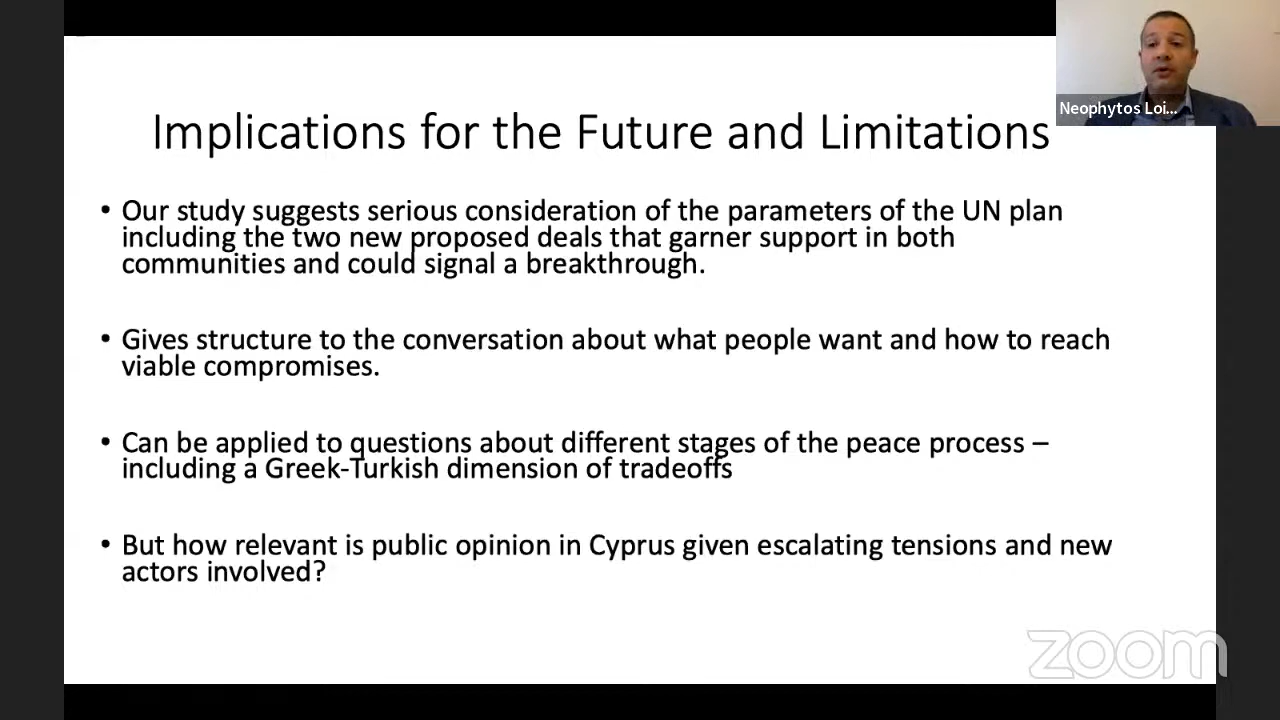 Neophytos Loi...
Implications for the Future and Limitations
• Our study suggests serious consideration of the parameters of the UN plan
including the two new proposed deals that garner support in both
communities and could signal a breakthrough.
• Gives structure to the conversation about what people want and how to reach
viable compromises.
• Can be applied to questions about different stages of the peace process –
including a Greek-Turkish dimension of tradeoffs
• But how relevant is public opinion in Cyprus given escalating tensions and new
actors involved?
zoom